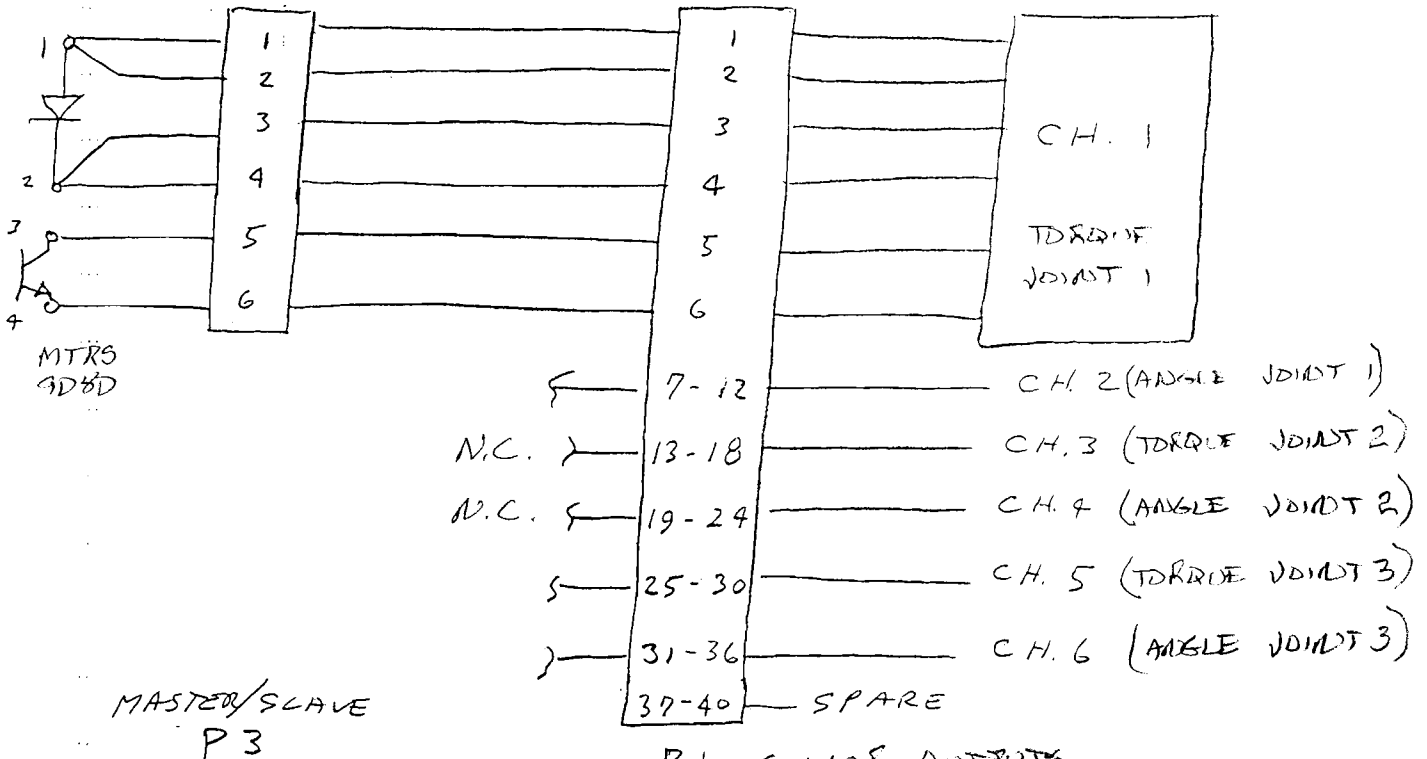 1 1 1
2 2
3 3 CH. 1
2 4 4
3 5 5 TORQUE
JOINT 1
4 6 6
MTRS
7-12 CH. 2 (ANGLE JOINT 1)
N.C. 13-18 CH. 3 (TORQUE JOINT 2)
N.C. 19-24 CH. 4 (ANGLE JOINT 2)
25-30 CH. 5 (TORQUE JOINT 3)
31-36 CH. 6 (ANGLE JOINT 3)
MASTER/SLAVE 37-40 SPARE
P3